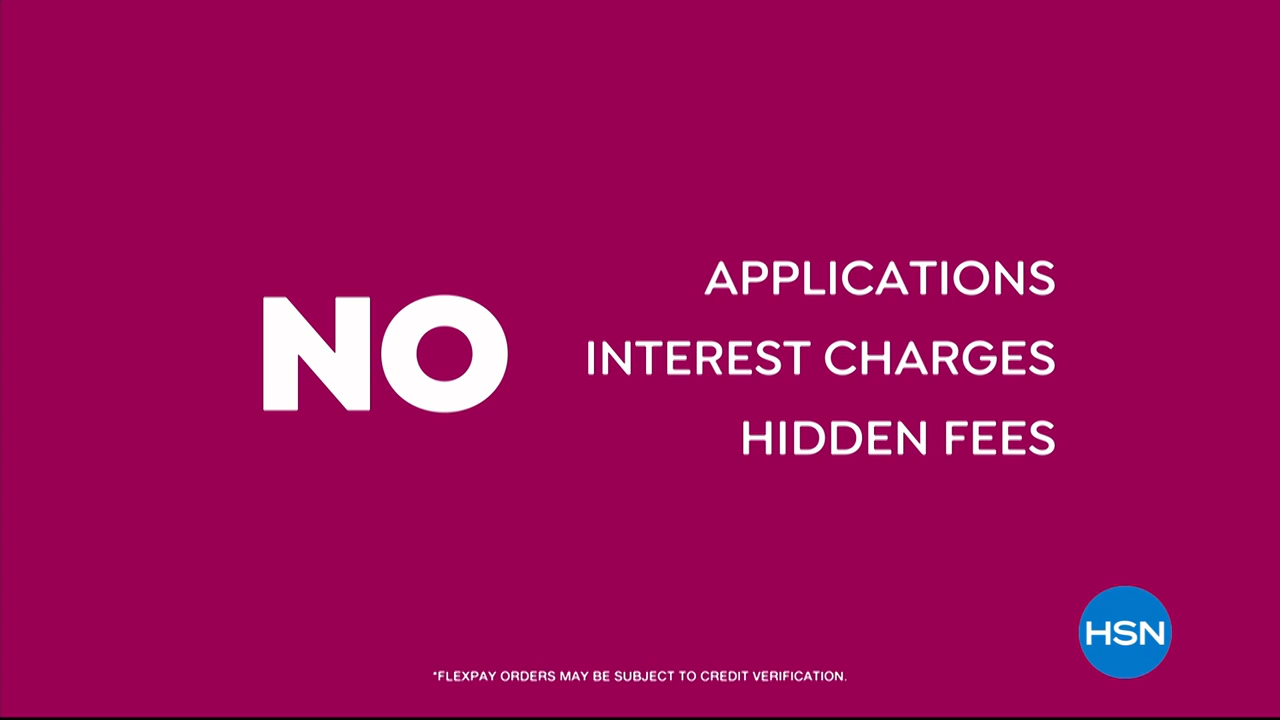 NO
APPLICATIONS
INTEREST CHARGES
HIDDEN FEES
HSN
*FLEXPAY ORDERS MAY BE SUBJECT TO CREDIT VERIFICATION.